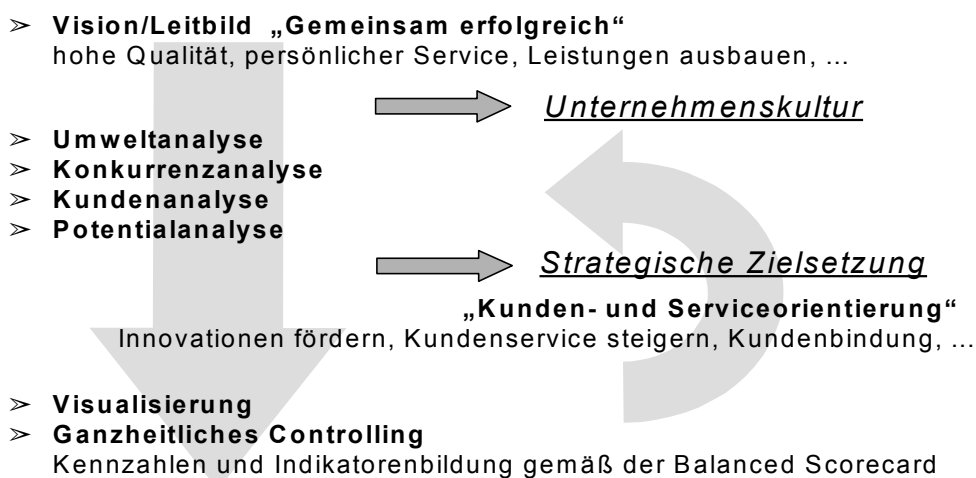 ➢ Vision/Leitbild „Gemeinsam erfolgreich“
hohe Qualität, persönlicher Service, Leistungen ausbauen, ...
Unternehmenskultur
➢ Umweltanalyse
➢ Konkurrenzanalyse
➢ Kundenanalyse
➢ Potentialanalyse
Strategische Zielsetzung
„Kunden- und Serviceorientierung“
Innovationen fördern, Kundenservice steigern, Kundenbindung, ...
➢ Visualisierung
➢ Ganzheitliches Controlling
Kennzahlen und Indikatorenbildung gemäß der Balanced Scorecard